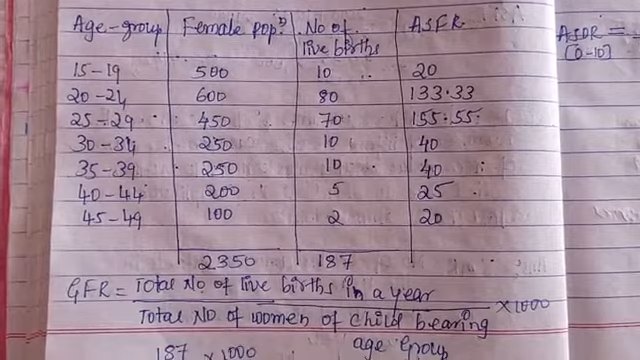 Age-group Female popn. No of live births ASFR
15-19 500 10 20
20-24 600 80 133.33
25-29 450 70 155.55
30-34 250 10 40
35-39 250 10 40
40-44 200 5 25
45-49 100 2 20
2350 187
GFR = Total No of live births in a year × 1000
Total NO of women of child bearing age Group
187 × 1000
ASDR =
[0-10]